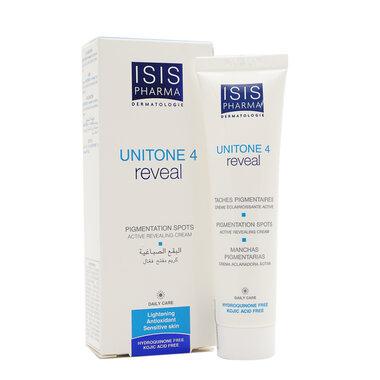 ISIS
PHARMA
DERMATOLOGIE
UNITONE 4
reveal
PIGMENTATION SPOTS
ACTIVE REVEALING CREAM
البقع الصباغية
كريم مفتح فعّال
DAILY CARE
Lightening
Antioxidant
Sensitive skin
HYDROQUINONE FREE
KOJIC ACID FREE
ISIS
PHARMA
DERMATOLOGIE
UNITONE 4
reveal
TACHES PIGMENTAIRES
CRÈME ÉCLAIRCISSANTE ACTIVE
PIGMENTATION SPOTS
ACTIVE REVEALING CREAM
MANCHAS
PIGMENTARIAS
CREMA ACLARADORA ACTIVA
DAILY CARE
HYDROQUINONE FREE
KOJIC ACID FREE